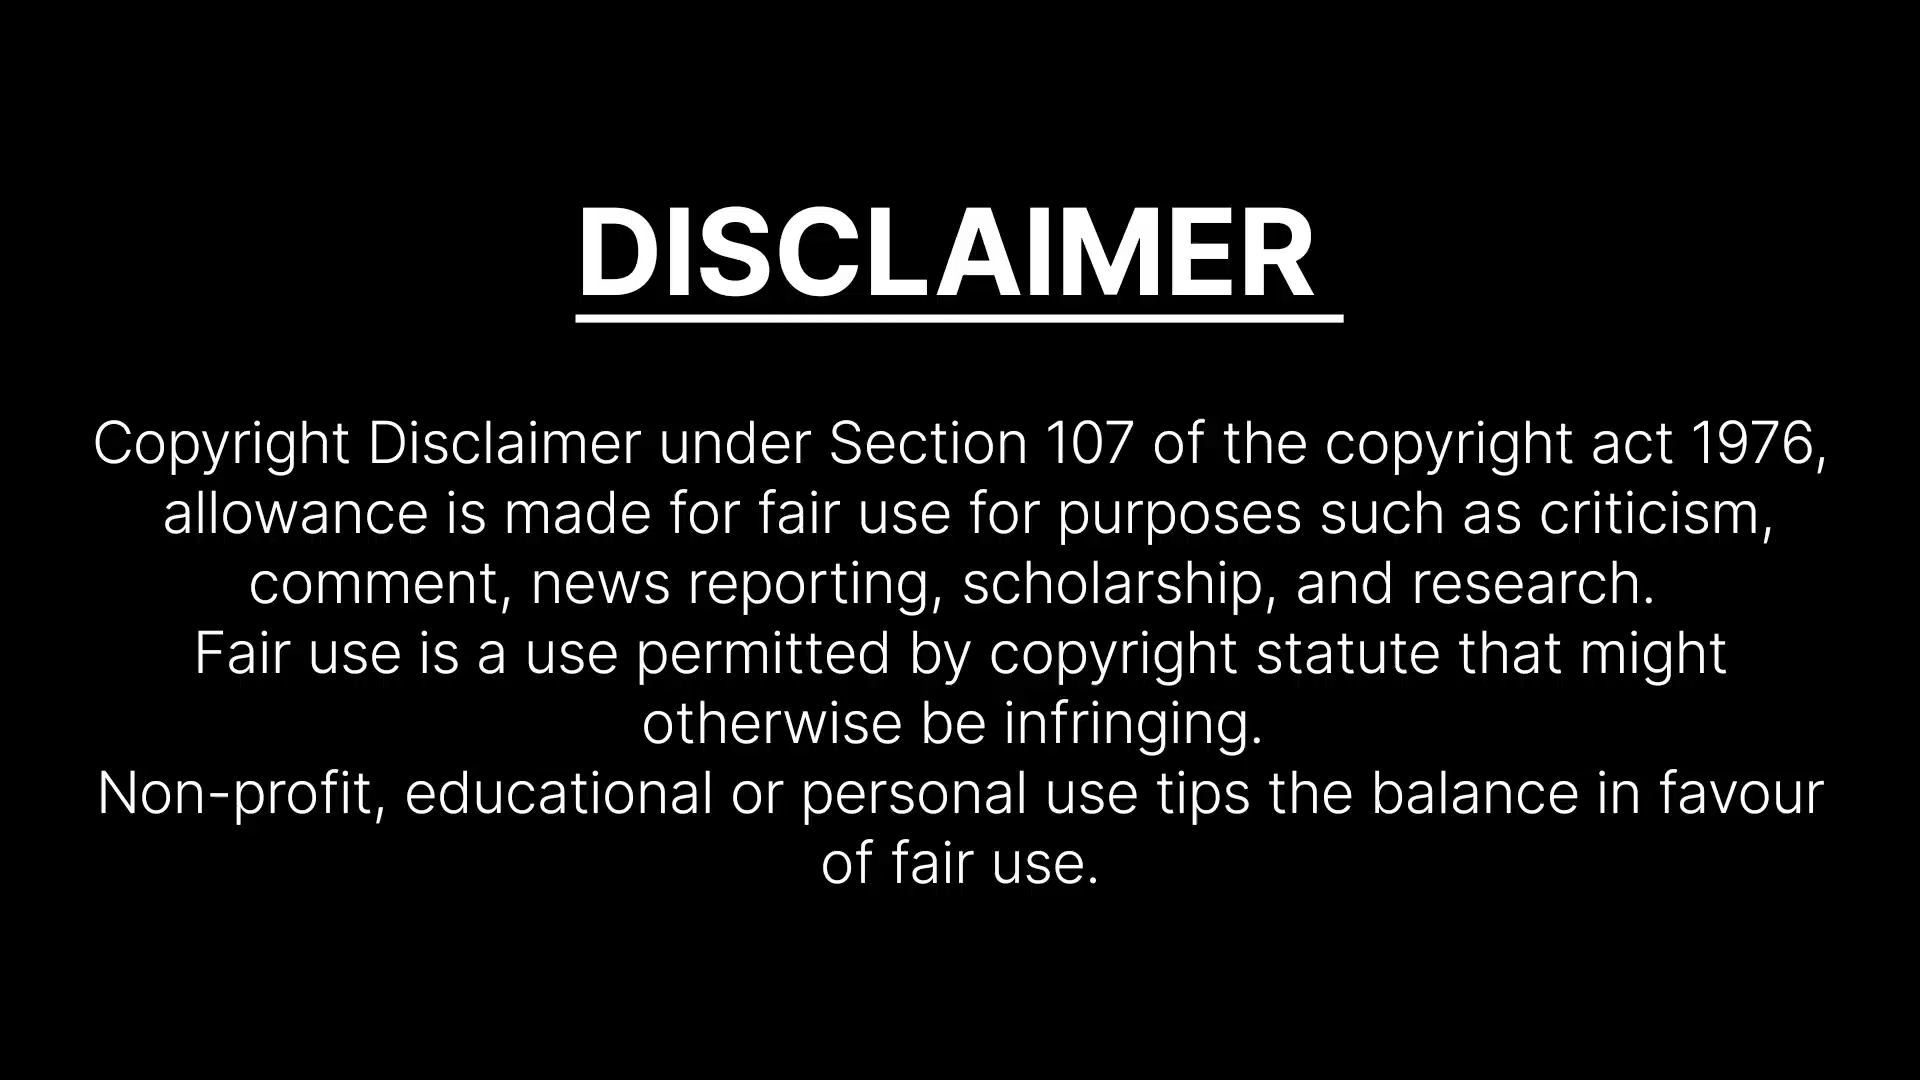 DISCLAIMER
Copyright Disclaimer under Section 107 of the copyright act 1976,
allowance is made for fair use for purposes such as criticism,
comment, news reporting, scholarship, and research.
Fair use is a use permitted by copyright statute that might
otherwise be infringing.
Non-profit, educational or personal use tips the balance in favour
of fair use.